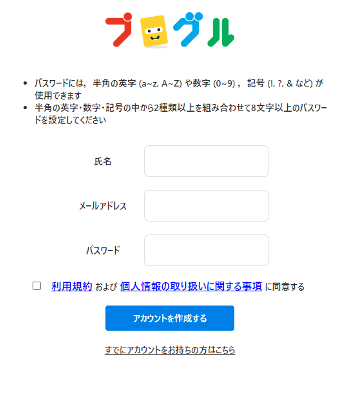 プログル
パスワードには，半角の英字 (a~z, A~Z) や数字 (0~9) ，記号 (!, ?, & など) が
使用できます
半角の英字・数字・記号の中から2種類以上を組み合わせて8文字以上のパスワー
ドを設定してください
氏名
メールアドレス
パスワード
利用規約 および 個人情報の取り扱いに関する事項 に同意する
アカウントを作成する
すでにアカウントをお持ちの方はこちら